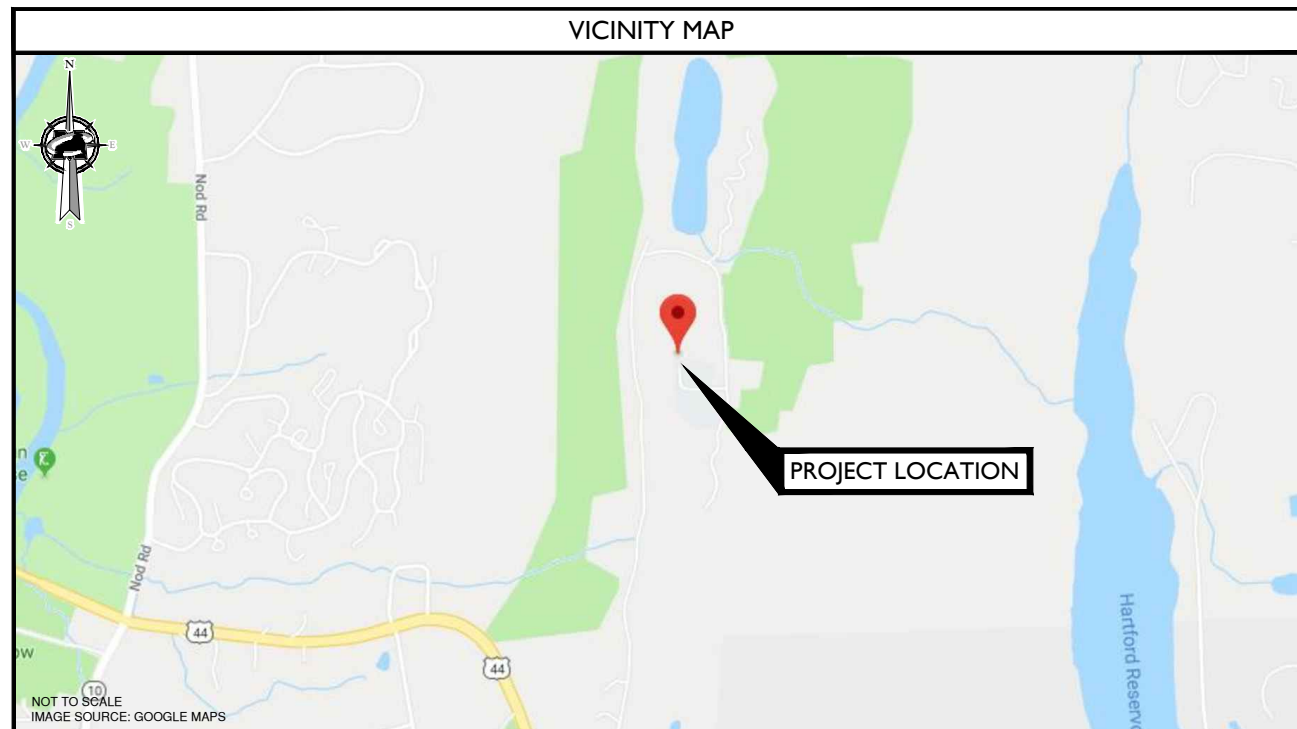 VICINITY MAP
N
W
E
S
Nod Rd
PROJECT LOCATION
Nod Rd
44
44
10
Hartford Reservo
NOT TO SCALE
IMAGE SOURCE: GOOGLE MAPS